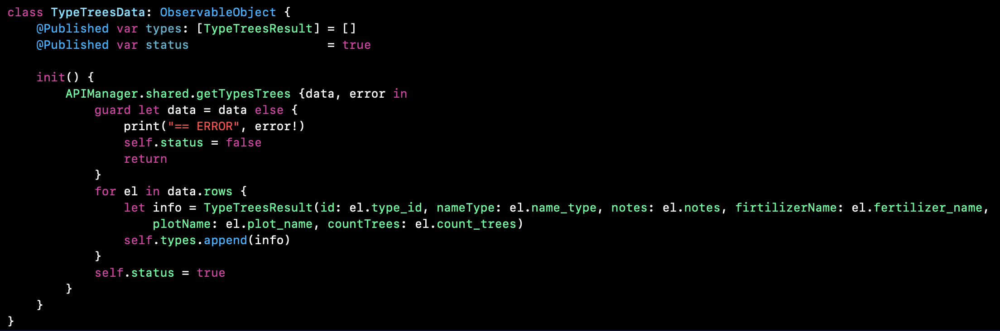 class TypeTreesData: ObservableObject {
    @Published var types: [TypeTreesResult] = []
    @Published var status                   = true
    init() {
        APIManager.shared.getTypesTrees {data, error in
            guard let data = data else {
                print("== ERROR", error!)
                self.status = false
                return
            }
            for el in data.rows {
                let info = TypeTreesResult(id: el.type_id, nameType: el.name_type, notes: el.notes, firtilizerName: el.fertilizer_name,
                    plotName: el.plot_name, countTrees: el.count_trees)
                self.types.append(info)
            }
            self.status = true
        }
    }
}